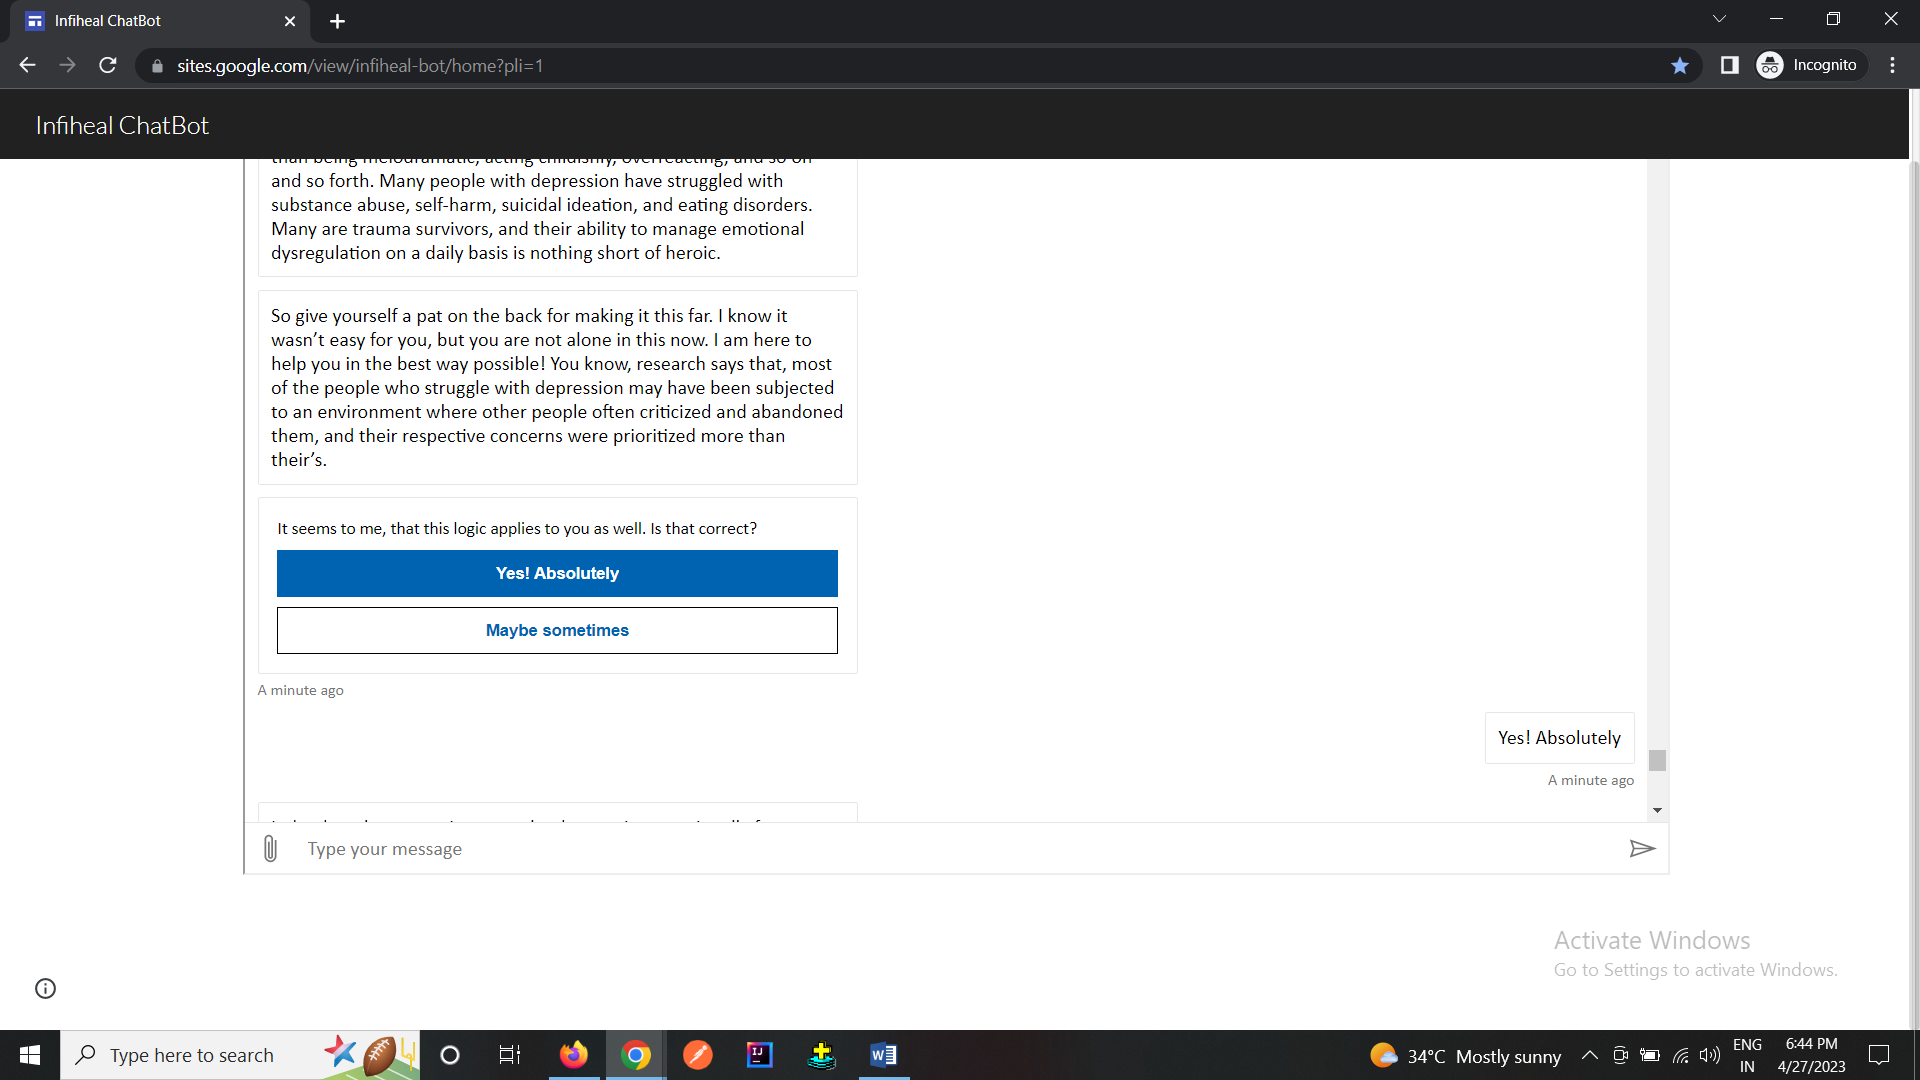 Infiheal ChatBot
sites.google.com/view/infiheal-bot/home?pli=1
Incognito
Infiheal ChatBot
than being melodramatic, acting childishly, overreacting, and so on
and so forth. Many people with depression have struggled with
substance abuse, self-harm, suicidal ideation, and eating disorders.
Many are trauma survivors, and their ability to manage emotional
dysregulation on a daily basis is nothing short of heroic.
So give yourself a pat on the back for making it this far. I know it
wasn’t easy for you, but you are not alone in this now. I am here to
help you in the best way possible! You know, research says that, most
of the people who struggle with depression may have been subjected
to an environment where other people often criticized and abandoned
them, and their respective concerns were prioritized more than
their’s.
It seems to me, that this logic applies to you as well. Is that correct?
Yes! Absolutely
Maybe sometimes
A minute ago
Yes! Absolutely
A minute ago
Type your message
Activate Windows
Go to Settings to activate Windows.
Type here to search
34°C Mostly sunny
ENG
IN
6:44 PM
4/27/2023